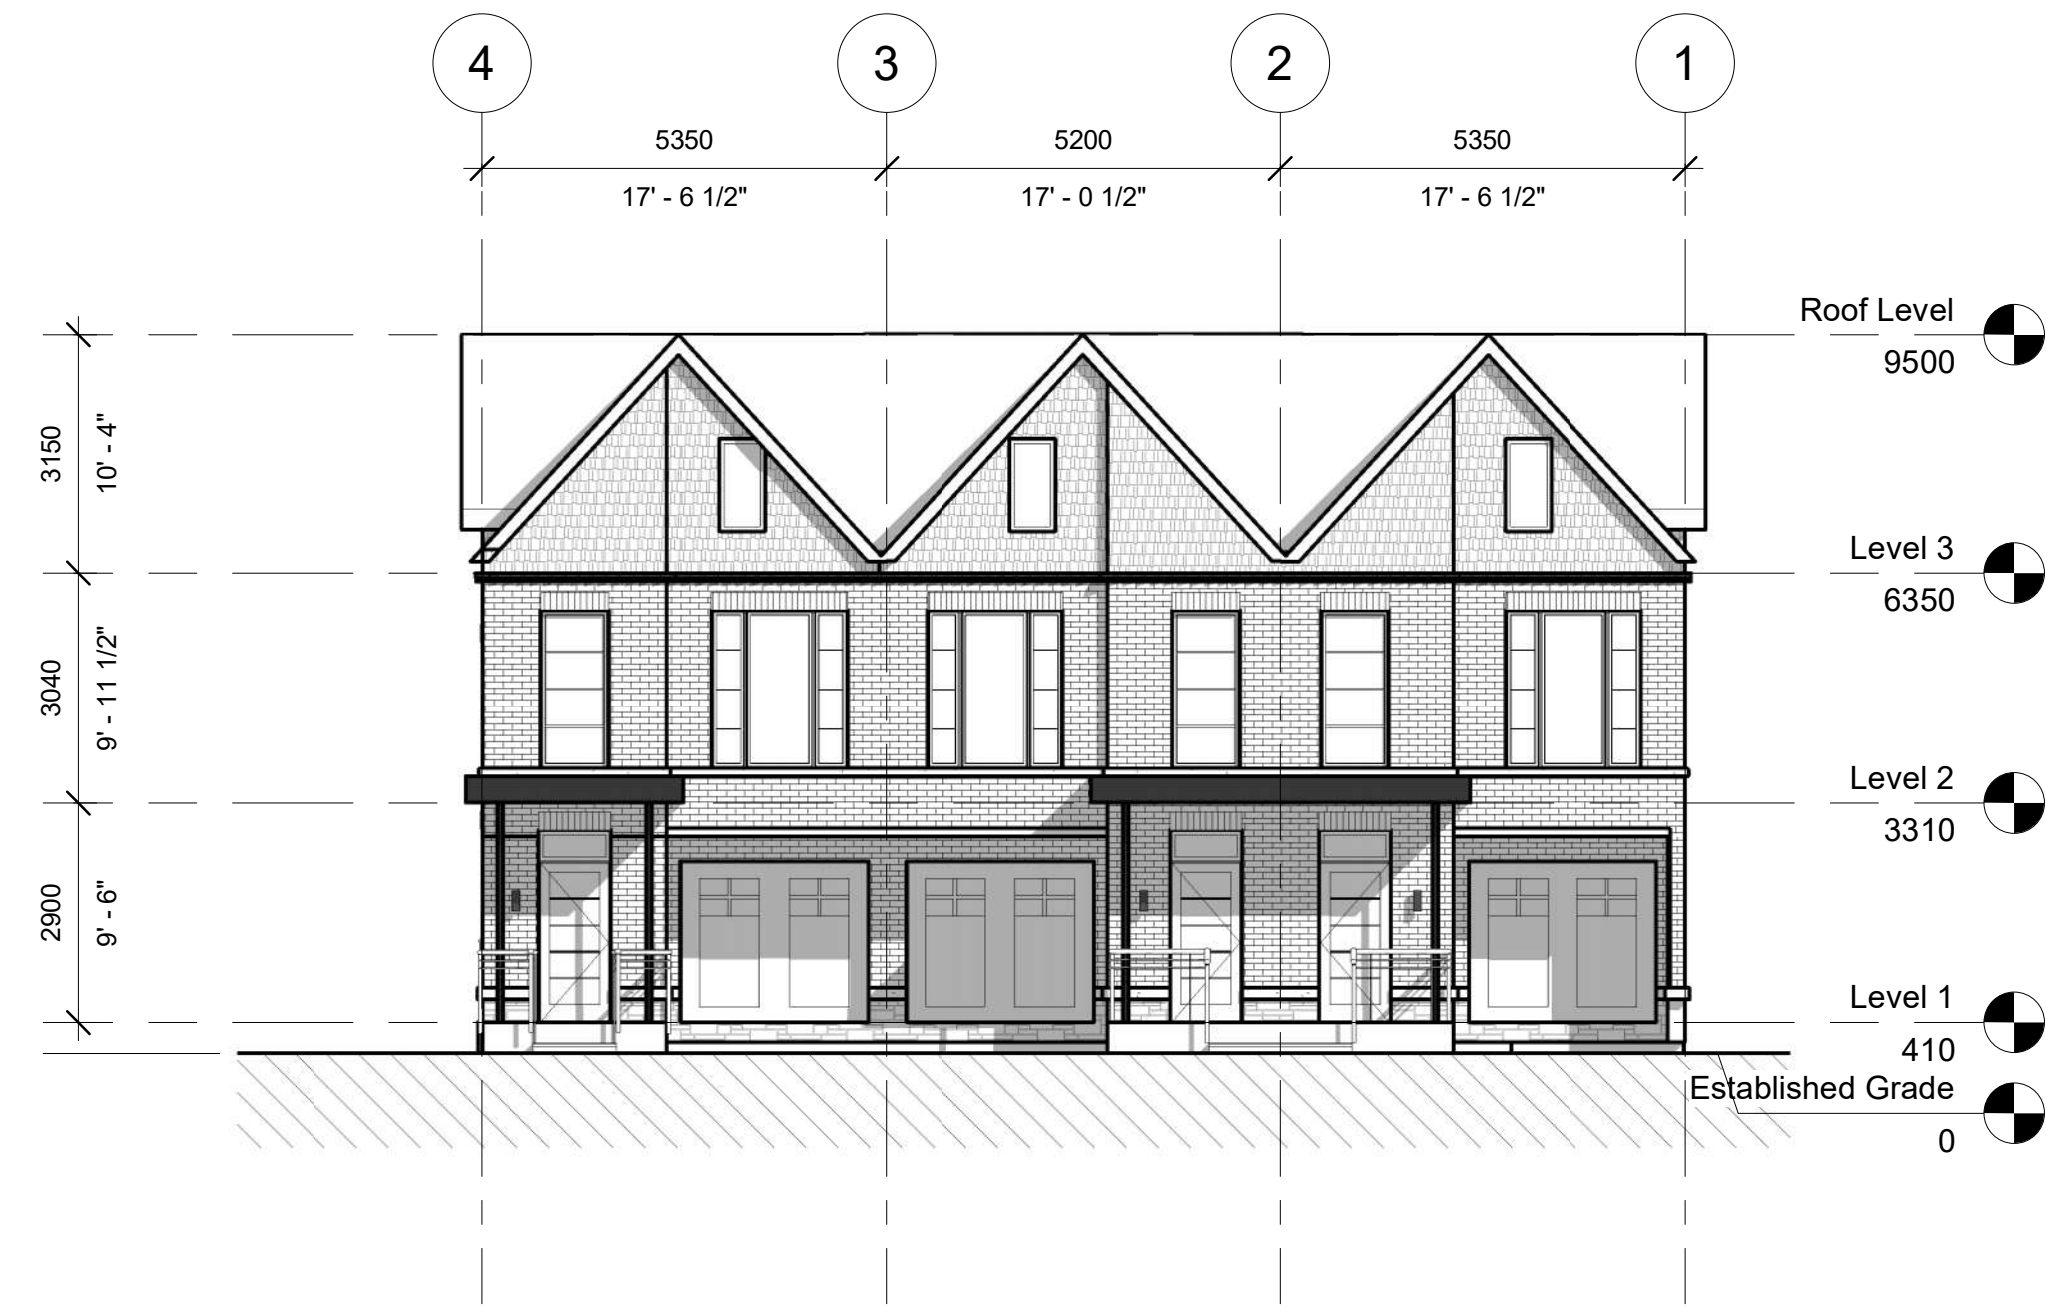 4 3 2 1
5350 5200 5350
17' - 6 1/2" 17' - 0 1/2" 17' - 6 1/2"
Roof Level
9500
3150
10' - 4"
Level 3
6350
3040
9' - 11 1/2"
Level 2
3310
2900
9' - 6"
Level 1
410
Established Grade
0